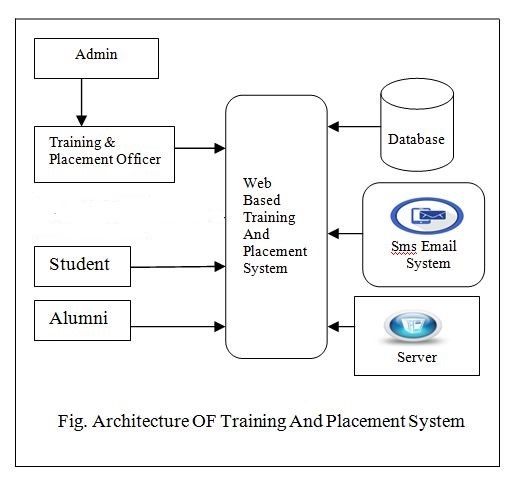 Admin
Training &
Placement Officer
Student
Alumni
Web
Based
Training
And
Placement
System
Database
Sms Email
System
Server
Fig. Architecture OF Training And Placement System